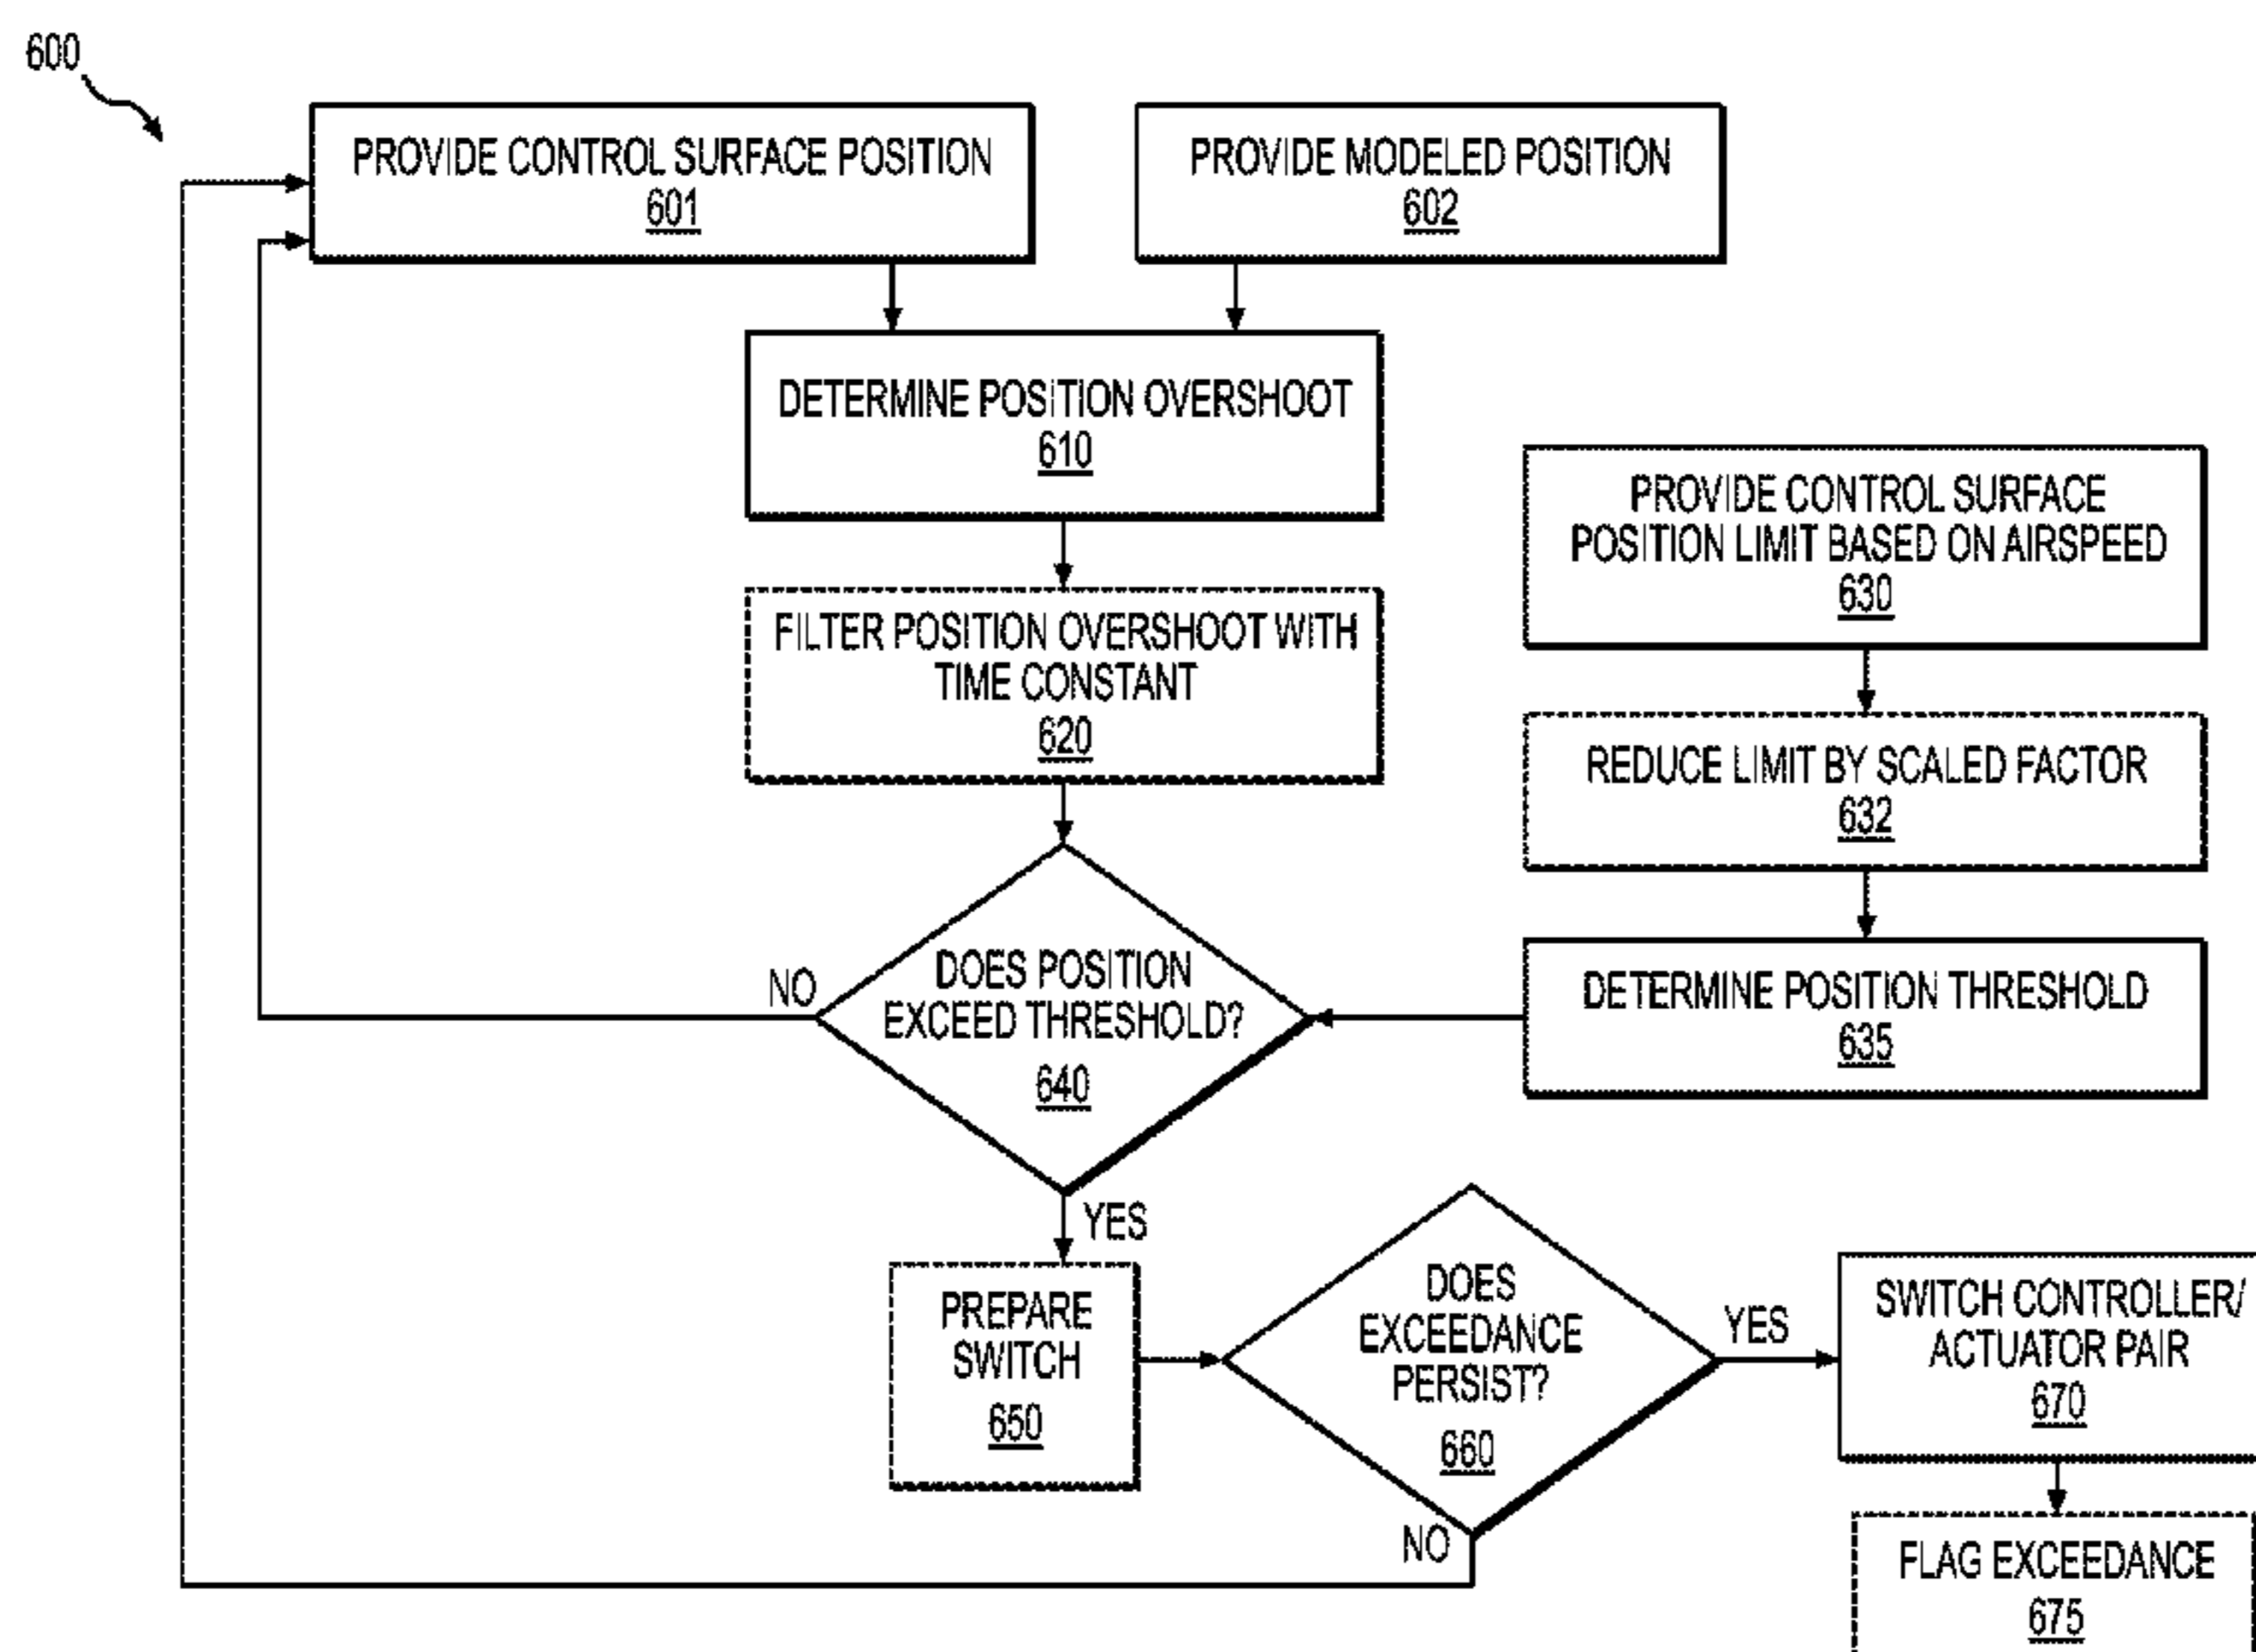 600
PROVIDE CONTROL SURFACE POSITION
601
PROVIDE MODELED POSITION
602
DETERMINE POSITION OVERSHOOT
610
FILTER POSITION OVERSHOOT WITH
TIME CONSTANT
620
PROVIDE CONTROL SURFACE
POSITION LIMIT BASED ON AIRSPEED
630
REDUCE LIMIT BY SCALED FACTOR
632
DETERMINE POSITION THRESHOLD
635
NO
DOES POSITION
EXCEED THRESHOLD?
640
YES
PREPARE
SWITCH
650
DOES
EXCEEDANCE
PERSIST?
660
YES
NO
SWITCH CONTROLLER/
ACTUATOR PAIR
670
FLAG EXCEEDANCE
675